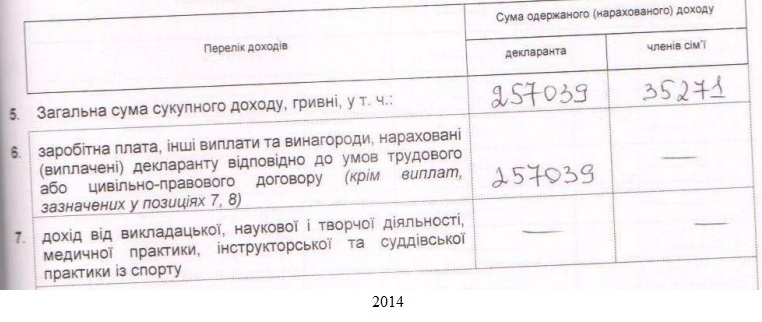 Перелік доходів
Сума одержаного (нарахованого) доходу
декларанта
членів сім'ї
5. Загальна сума сукупного доходу, гривні, у т. ч.: 257039 35271
6. заробітна плата, інші виплати та винагороди, нараховані
(виплачені) декларанту відповідно до умов трудового
або цивільно-правового договору (крім виплат,
зазначених у позиціях 7, 8) 257039 —
7. дохід від викладацької, наукової і творчої діяльності,
медичної практики, інструкторської та суддівської
практики із спорту — —
2014